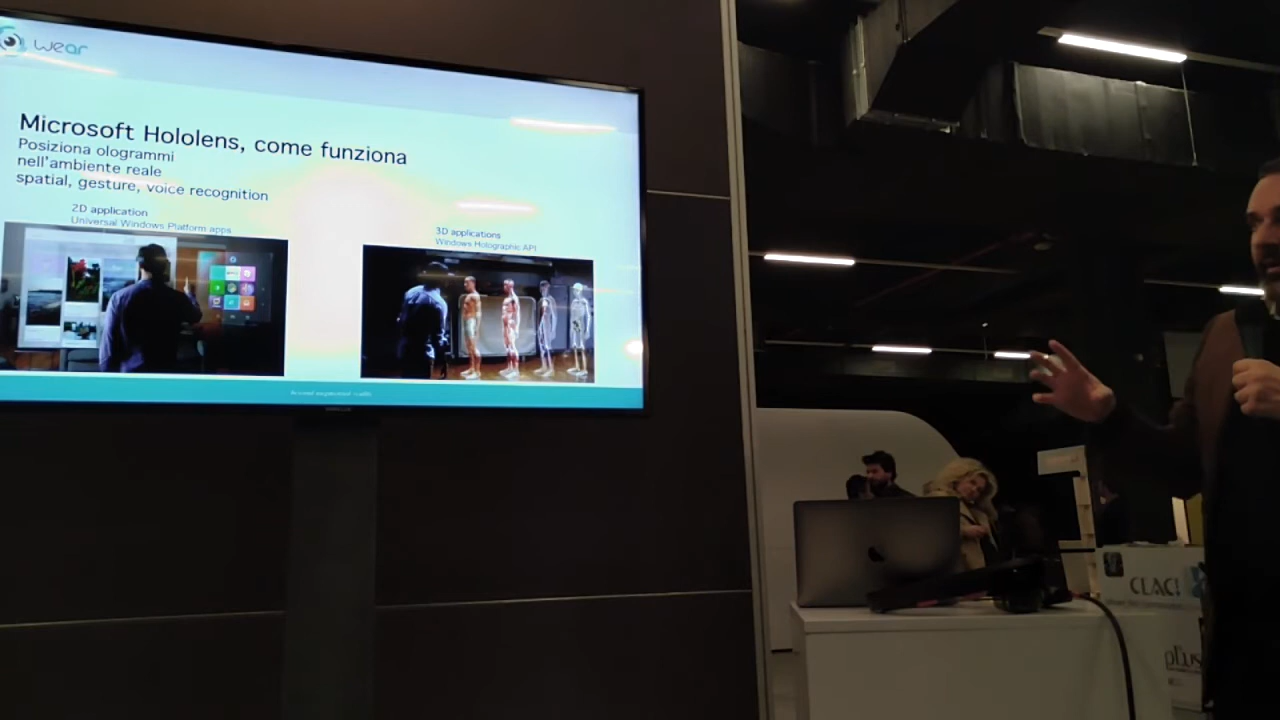 wear
Microsoft Hololens, come funziona
Posiziona ologrammi
nell'ambiente reale
spatial, gesture, voice recognition
2D application
Universal Windows Platform apps
3D applications
Windows Holographic API